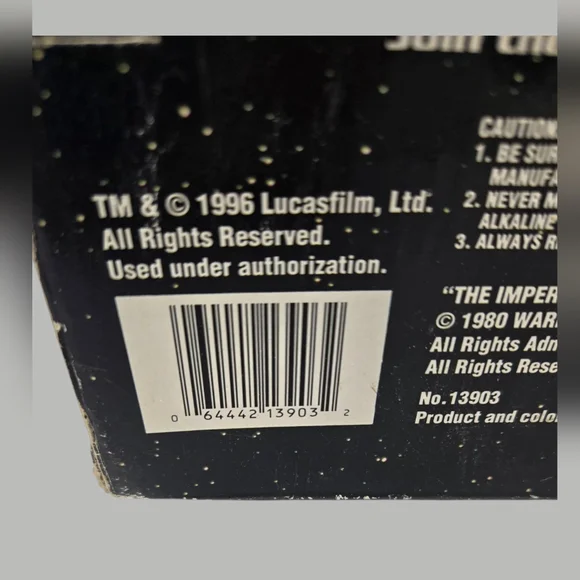 Join the
TM & © 1996 Lucasfilm, Ltd.
All Rights Reserved.
Used under authorization.
0 64442 13903 2
CAUTION
1. BE SUR
MANUFA
2. NEVER M
ALKALINE
3. ALWAYS R
"THE IMPER
© 1980 WAR
All Rights Adm
All Rights Rese
No. 13903
Product and colo